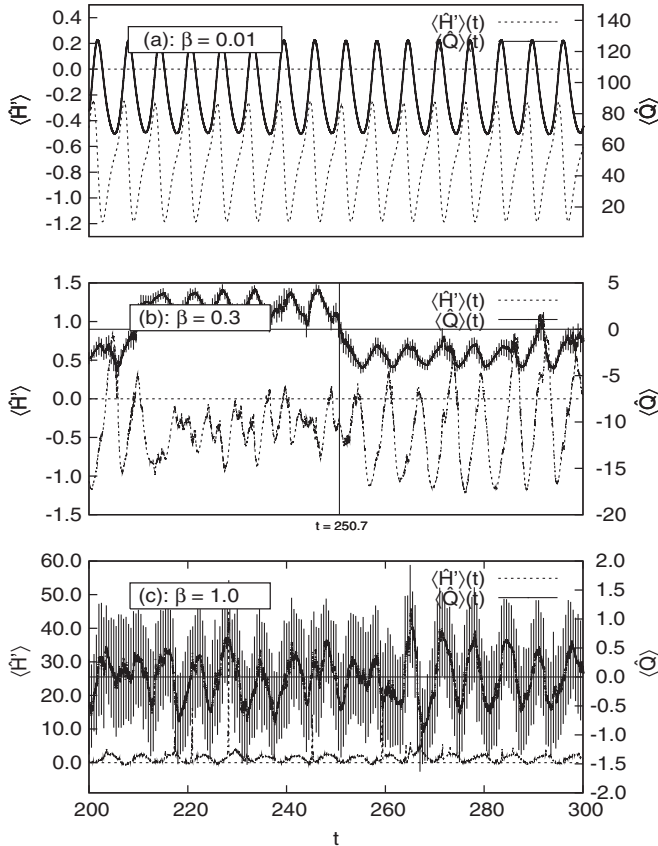 0.4
0.2
0.0
-0.2
-0.4
-0.6
-0.8
-1.0
-1.2
⟨Ĥ'⟩
(a): β = 0.01
⟨Ĥ'⟩(t)
⟨Q̂⟩(t)
140
120
100
80
60
40
20
⟨Q̂⟩
1.5
1.0
0.5
0.0
-0.5
-1.0
-1.5
⟨Ĥ'⟩
(b): β = 0.3
⟨Ĥ'⟩(t)
⟨Q̂⟩(t)
5
0
-5
-10
-15
-20
⟨Q̂⟩
t = 250.7
60.0
50.0
40.0
30.0
20.0
10.0
0.0
⟨Ĥ'⟩
(c): β = 1.0
⟨Ĥ'⟩(t)
⟨Q̂⟩(t)
2.0
1.5
1.0
0.5
0.0
-0.5
-1.0
-1.5
-2.0
⟨Q̂⟩
200 220 240 260 280 300
t